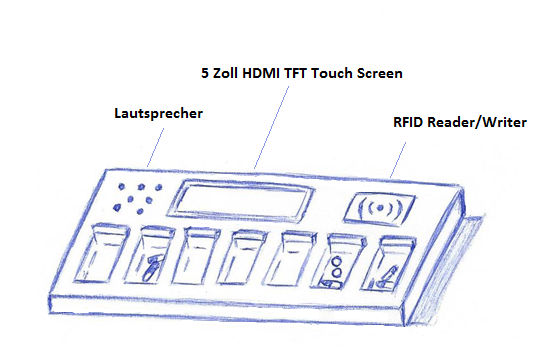 5 Zoll HDMI TFT Touch Screen
Lautsprecher
RFID Reader/Writer